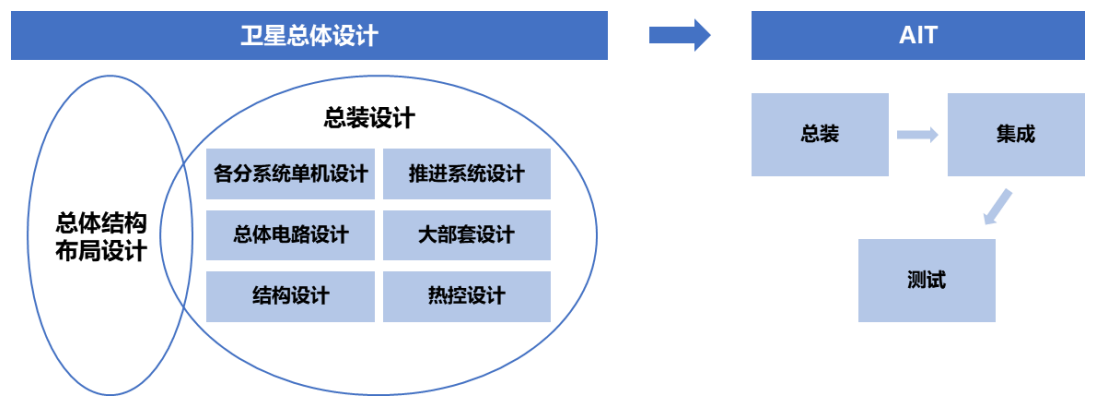 卫星总体设计
AIT
总装设计
各分系统单机设计
推进系统设计
总体电路设计
大部套设计
结构设计
热控设计
总体结构
布局设计
总装
集成
测试